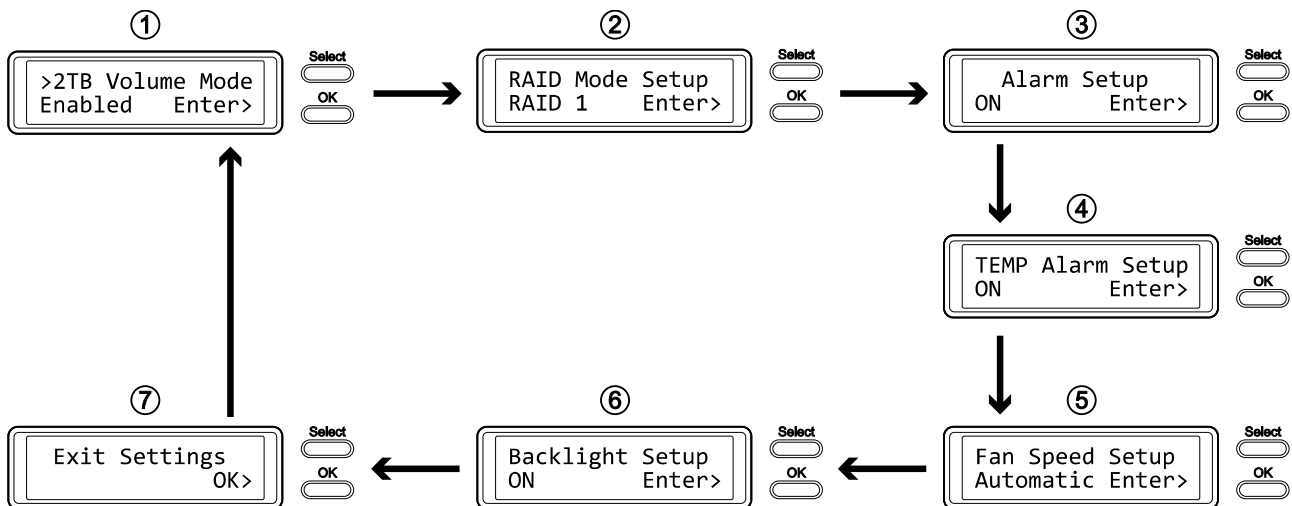 ①
>2TB Volume Mode
Enabled Enter>
Select
OK
②
RAID Mode Setup
RAID 1 Enter>
Select
OK
③
Alarm Setup
ON Enter>
Select
OK
④
TEMP Alarm Setup
ON Enter>
Select
OK
⑤
Fan Speed Setup
Automatic Enter>
Select
OK
⑥
Backlight Setup
ON Enter>
Select
OK
⑦
Exit Settings
OK>
Select
OK